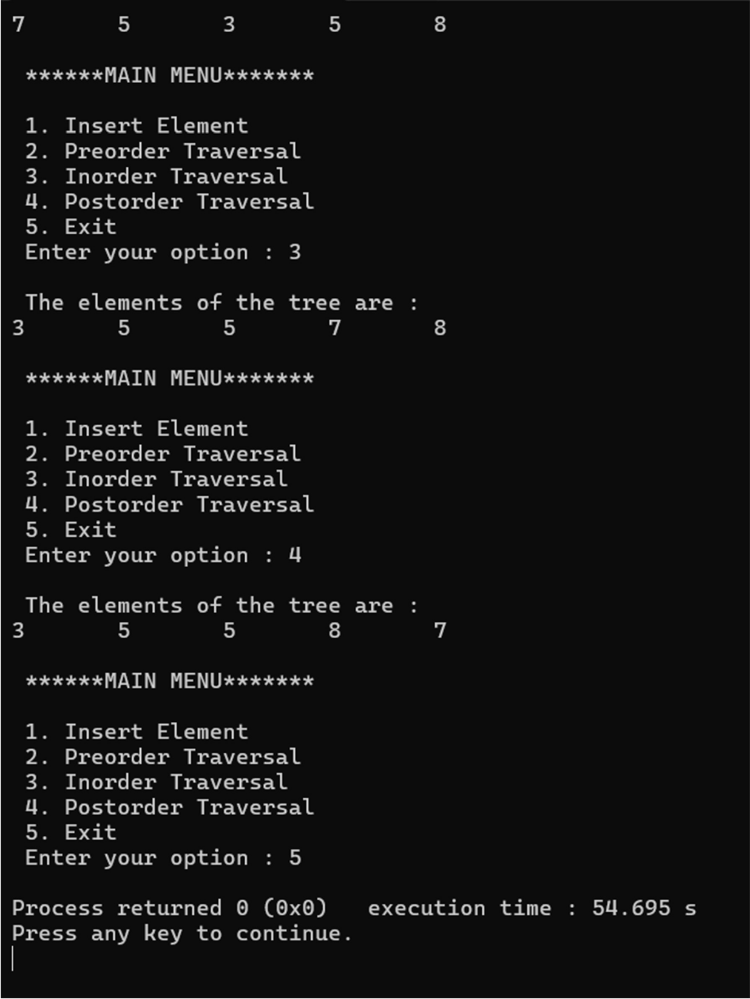 7       5       3       5       8
******MAIN MENU*******
1. Insert Element
2. Preorder Traversal
3. Inorder Traversal
4. Postorder Traversal
5. Exit
Enter your option : 3
The elements of the tree are :
3       5       5       7       8
******MAIN MENU*******
1. Insert Element
2. Preorder Traversal
3. Inorder Traversal
4. Postorder Traversal
5. Exit
Enter your option : 4
The elements of the tree are :
3       5       5       8       7
******MAIN MENU*******
1. Insert Element
2. Preorder Traversal
3. Inorder Traversal
4. Postorder Traversal
5. Exit
Enter your option : 5
Process returned 0 (0x0)   execution time : 54.695 s
Press any key to continue.